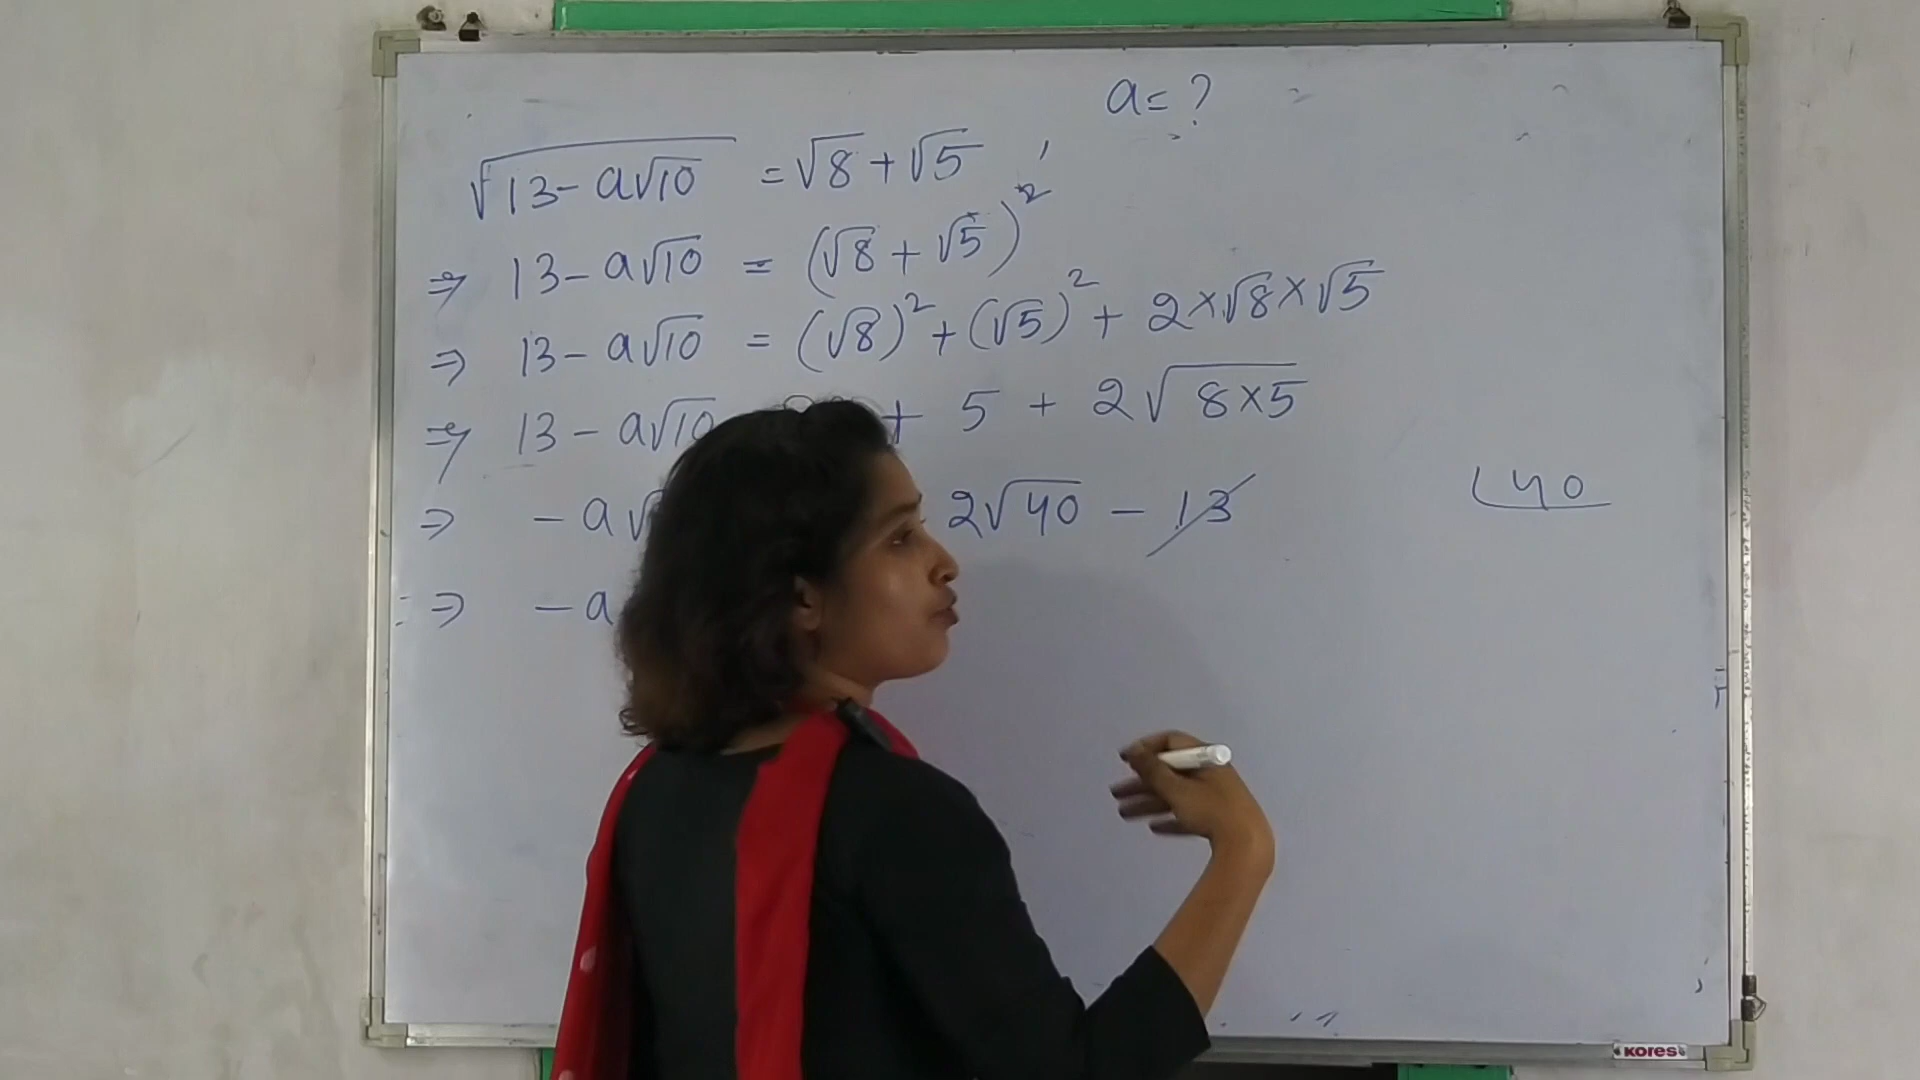 a = ?
√13 - a√10 = √8 + √5 ,
⇒ 13 - a√10 = (√8 + √5)²
⇒ 13 - a√10 = (√8)² + (√5)² + 2×√8×√5
⇒ 13 - a√10 + 5 + 2√8×5
⇒ - a√ 2√40 - 13
40
⇒ - a
KORES